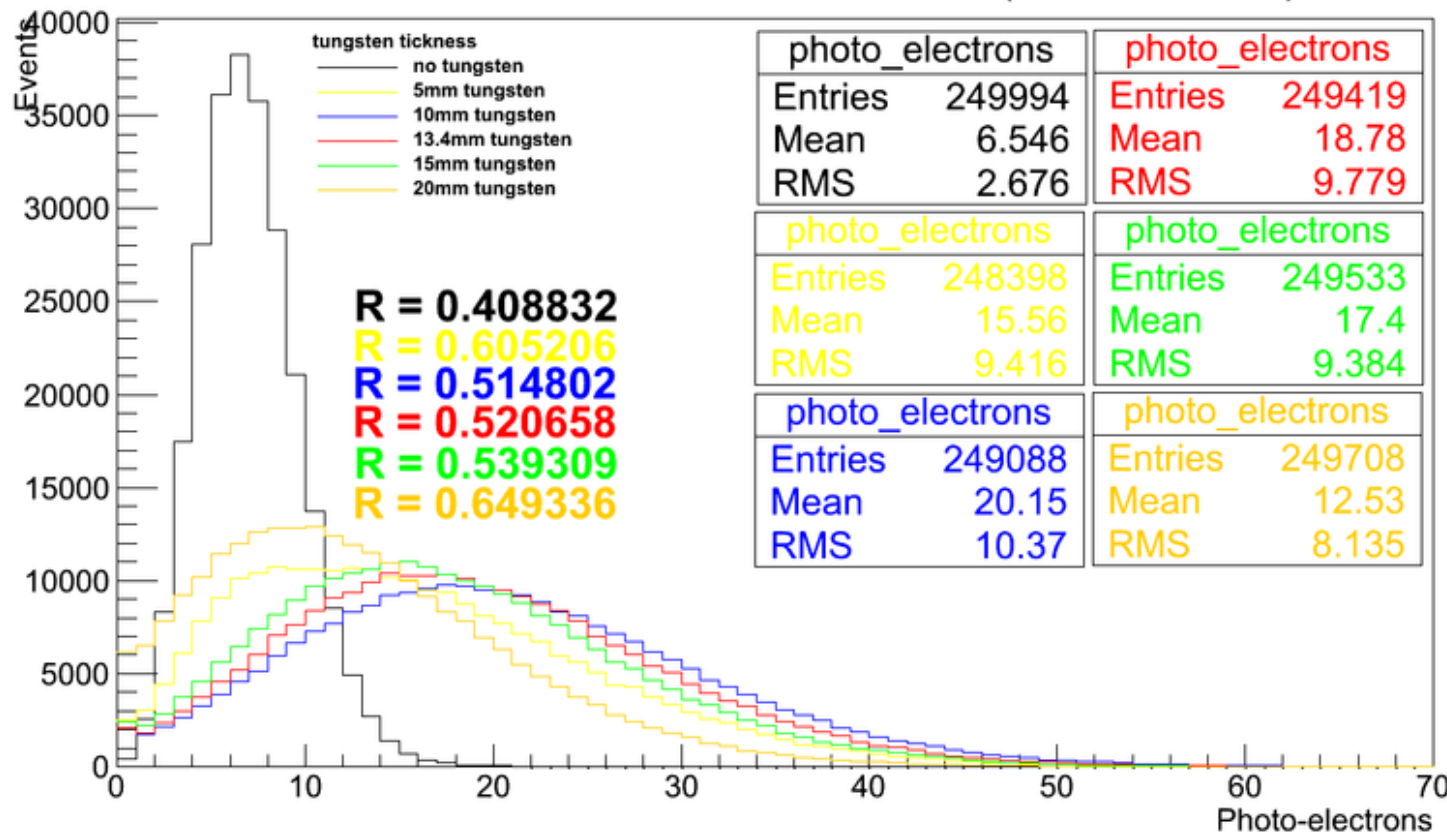 Events
40000
35000
30000
25000
20000
15000
10000
5000
0
tungsten tickness
no tungsten
5mm tungsten
10mm tungsten
13.4mm tungsten
15mm tungsten
20mm tungsten
R = 0.408832
R = 0.605206
R = 0.514802
R = 0.520658
R = 0.539309
R = 0.649336
photo_electrons
Entries 249994
Mean 6.546
RMS 2.676
photo_electrons
Entries 249419
Mean 18.78
RMS 9.779
photo_electrons
Entries 248398
Mean 15.56
RMS 9.416
photo_electrons
Entries 249533
Mean 17.4
RMS 9.384
photo_electrons
Entries 249088
Mean 20.15
RMS 10.37
photo_electrons
Entries 249708
Mean 12.53
RMS 8.135
0 10 20 30 40 50 60 70
Photo-electrons